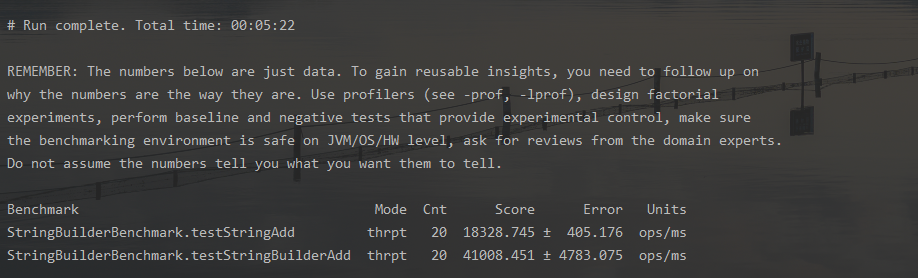 # Run complete. Total time: 00:05:22
REMEMBER: The numbers below are just data. To gain reusable insights, you need to follow up on
why the numbers are the way they are. Use profilers (see -prof, -lprof), design factorial
experiments, perform baseline and negative tests that provide experimental control, make sure
the benchmarking environment is safe on JVM/OS/HW level, ask for reviews from the domain experts.
Do not assume the numbers tell you what you want them to tell.
Benchmark Mode Cnt Score Error Units
StringBuilderBenchmark.testStringAdd thrpt 20 18328.745 ± 405.176 ops/ms
StringBuilderBenchmark.testStringBuilderAdd thrpt 20 41008.451 ± 4783.075 ops/ms